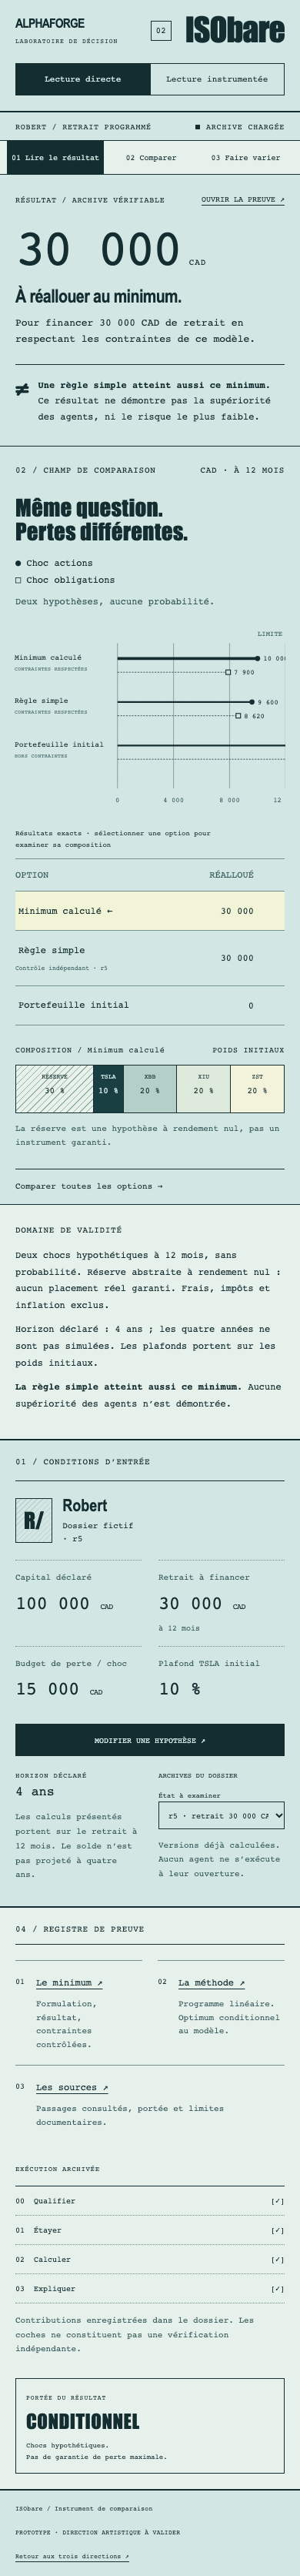 ALPHAFORGE
LABORATOIRE DE DÉCISION
02
ISObare
Lecture directe
Lecture instrumentée
ROBERT / RETRAIT PROGRAMMÉ
■ ARCHIVE CHARGÉE
01 Lire le résultat
02 Comparer
03 Faire varier
RÉSULTAT / ARCHIVE VÉRIFIABLE
OUVRIR LA PREUVE ↗
30 000 CAD
À réallouer au minimum.
Pour financer 30 000 CAD de retrait en
respectant les contraintes de ce modèle.
≠
Une règle simple atteint aussi ce minimum.
Ce résultat ne démontre pas la supériorité
des agents, ni le risque le plus faible.
02 / CHAMP DE COMPARAISON
CAD · À 12 MOIS
Même question.
Pertes différentes.
● Choc actions
□ Choc obligations
Deux hypothèses, aucune probabilité.
LIMITE
Minimum calculé
CONTRAINTES RESPECTÉES
10 00
7 900
Règle simple
CONTRAINTES RESPECTÉES
9 600
8 620
Portefeuille initial
HORS CONTRAINTES
0
4 000
8 000
12
Résultats exacts · sélectionner une option pour
examiner sa composition
OPTION
RÉALLOUÉ
Minimum calculé ←
30 000
Règle simple
Contrôle indépendant · r5
30 000
Portefeuille initial
0
COMPOSITION / Minimum calculé
POIDS INITIAUX
RÉSERVE
30 %
TSLA
10 %
XBB
20 %
XIU
20 %
ZST
20 %
La réserve est une hypothèse à rendement nul, pas un
instrument garanti.
Comparer toutes les options →
DOMAINE DE VALIDITÉ
Deux chocs hypothétiques à 12 mois, sans
probabilité. Réserve abstraite à rendement nul :
aucun placement réel garanti. Frais, impôts et
inflation exclus.
Horizon déclaré : 4 ans ; les quatre années ne
sont pas simulées. Les plafonds portent sur les
poids initiaux.
La règle simple atteint aussi ce minimum. Aucune
supériorité des agents n’est démontrée.
01 / CONDITIONS D’ENTRÉE
R/
Robert
Dossier fictif
· r5
Capital déclaré
100 000 CAD
Retrait à financer
30 000 CAD
à 12 mois
Budget de perte / choc
15 000 CAD
Plafond TSLA initial
10 %
MODIFIER UNE HYPOTHÈSE ↗
HORIZON DÉCLARÉ
4 ans
Les calculs présentés
portent sur le retrait à
12 mois. Le solde n’est
pas projeté à quatre
ans.
ARCHIVES DU DOSSIER
État à examiner
r5 · retrait 30 000 CA
Versions déjà calculées.
Aucun agent ne s’exécute
à leur ouverture.
04 / REGISTRE DE PREUVE
01 Le minimum ↗
Formulation,
résultat,
contraintes
contrôlées.
02 La méthode ↗
Programme linéaire.
Optimum conditionnel
au modèle.
03 Les sources ↗
Passages consultés, portée et limites
documentaires.
EXÉCUTION ARCHIVÉE
00 Qualifier [✓]
01 Étayer [✓]
02 Calculer [✓]
03 Expliquer [✓]
Contributions enregistrées dans le dossier. Les
coches ne constituent pas une vérification
indépendante.
PORTÉE DU RÉSULTAT
CONDITIONNEL
Chocs hypothétiques.
Pas de garantie de perte maximale.
ISObare / Instrument de comparaison
PROTOTYPE · DIRECTION ARTISTIQUE À VALIDER
Retour aux trois directions ↗